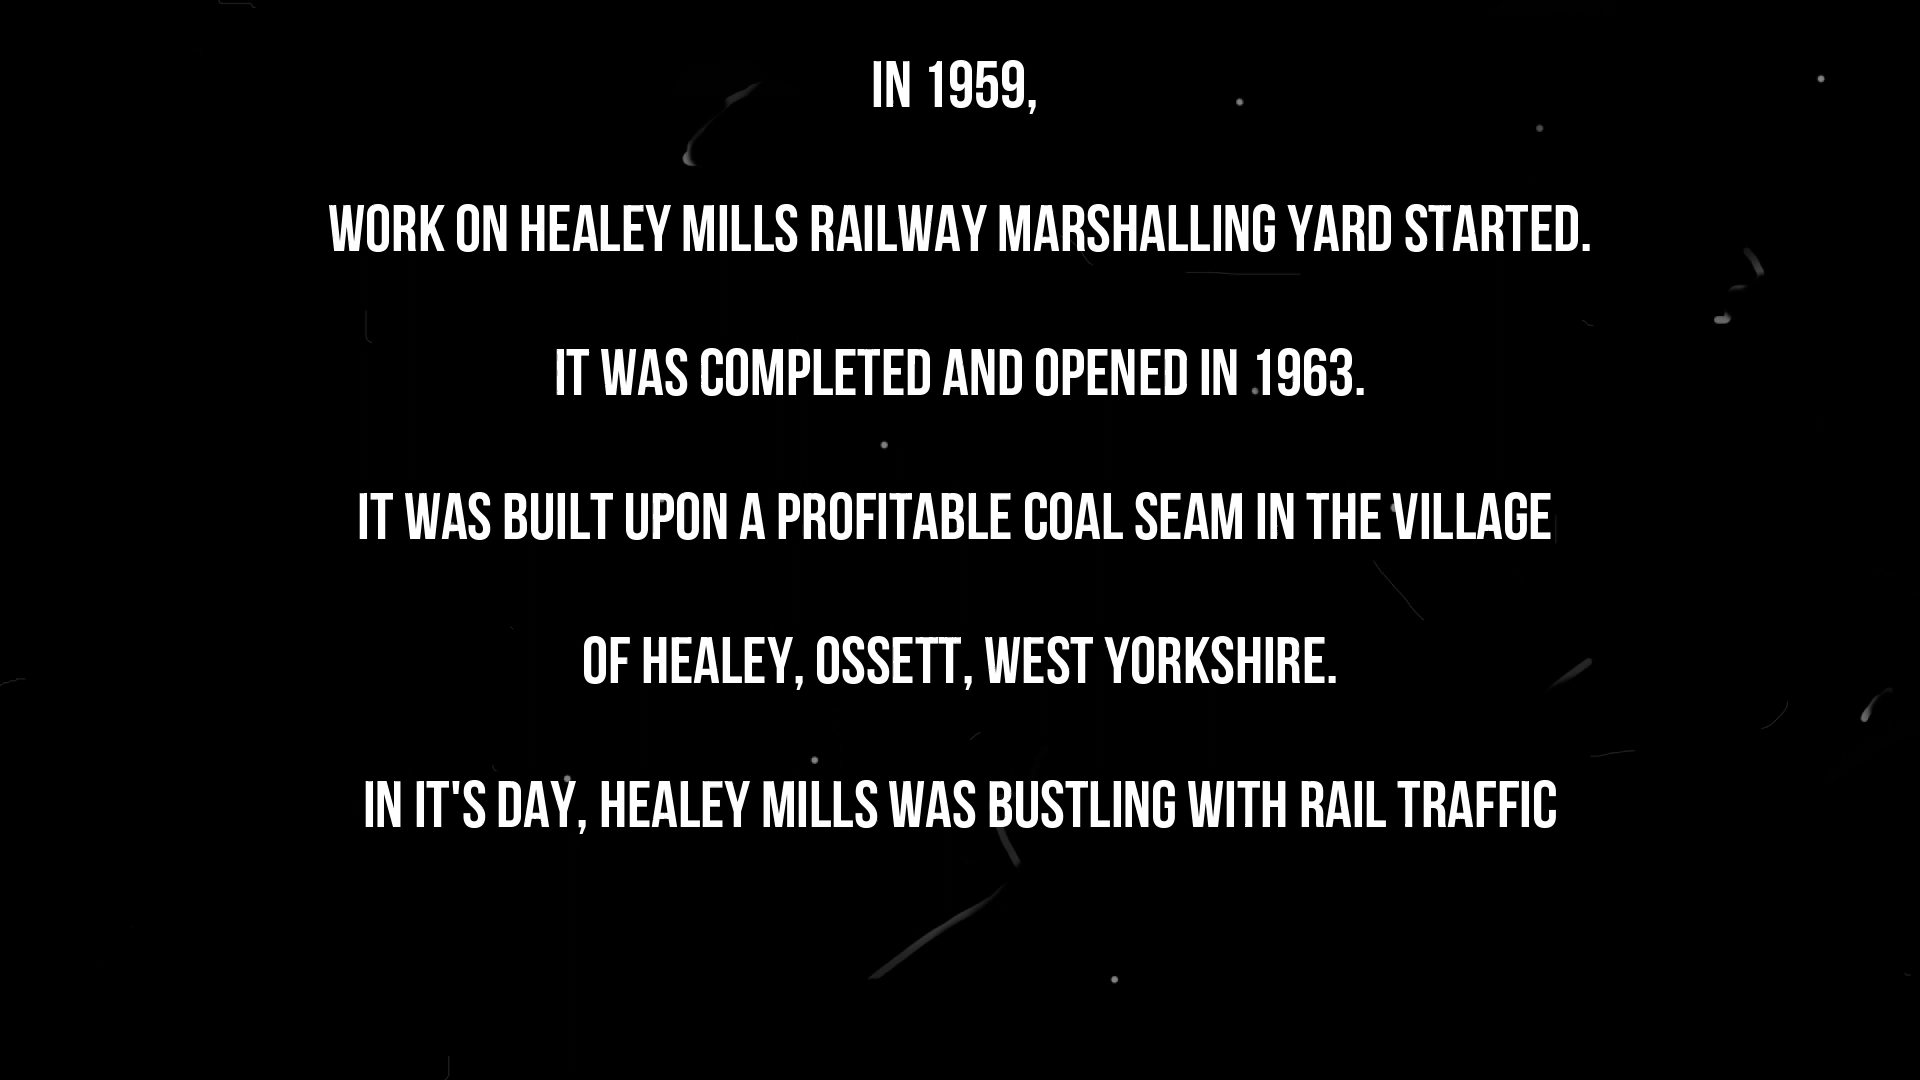 IN 1959,
WORK ON HEALEY MILLS RAILWAY MARSHALLING YARD STARTED.
IT WAS COMPLETED AND OPENED IN 1963.
IT WAS BUILT UPON A PROFITABLE COAL SEAM IN THE VILLAGE
OF HEALEY, OSSETT, WEST YORKSHIRE.
IN IT'S DAY, HEALEY MILLS WAS BUSTLING WITH RAIL TRAFFIC